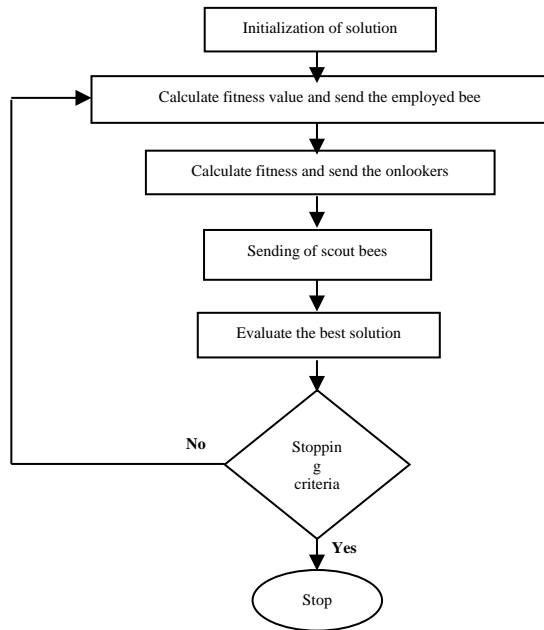 Initialization of solution
Calculate fitness value and send the employed bee
Calculate fitness and send the onlookers
Sending of scout bees
Evaluate the best solution
No
Stoppin
g
criteria
Yes
Stop